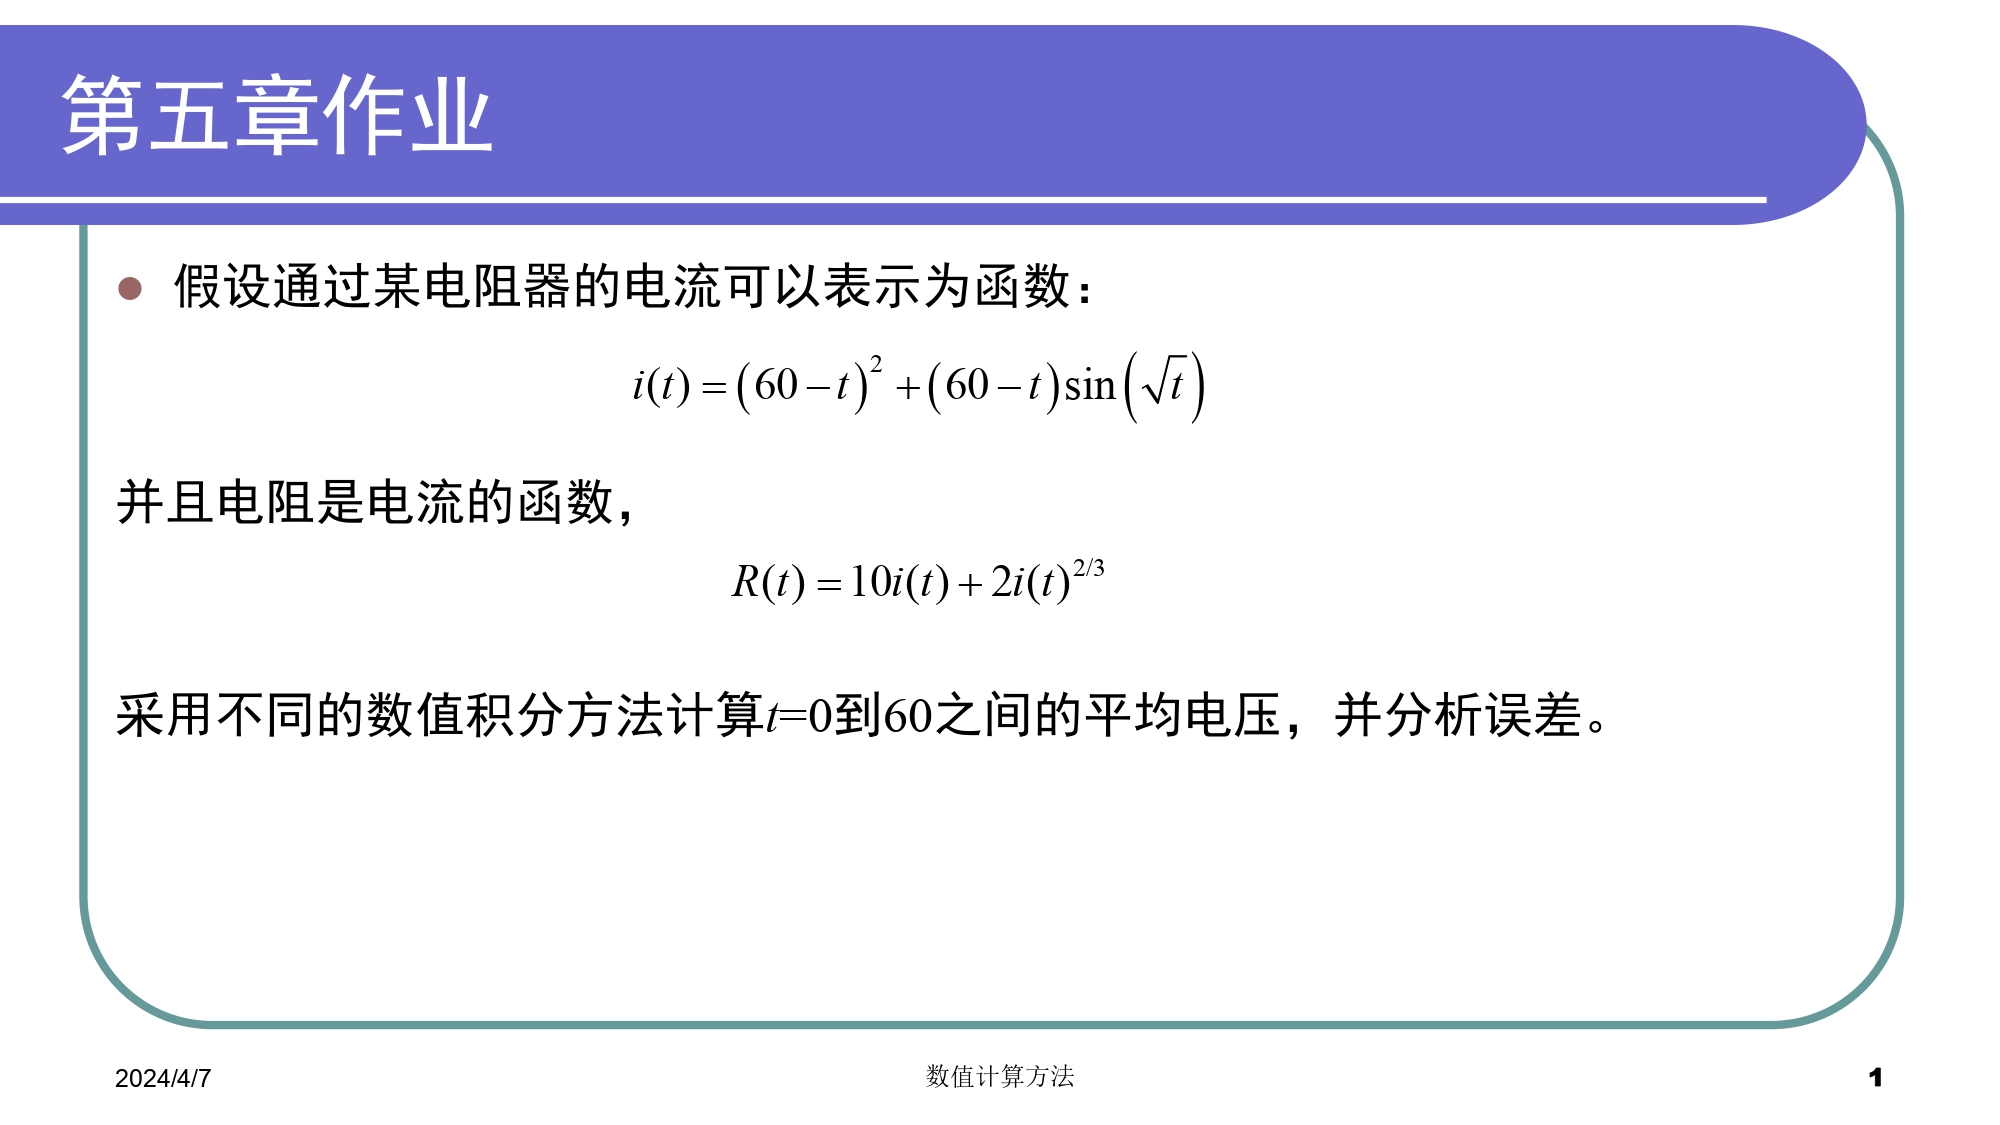 第五章作业
假设通过某电阻器的电流可以表示为函数：
i(t) = (60 − t)² + (60 − t)sin(√t)
并且电阻是电流的函数，
R(t) = 10i(t) + 2i(t)^{2/3}
采用不同的数值积分方法计算t=0到60之间的平均电压，并分析误差。
2024/4/7
数值计算方法
1